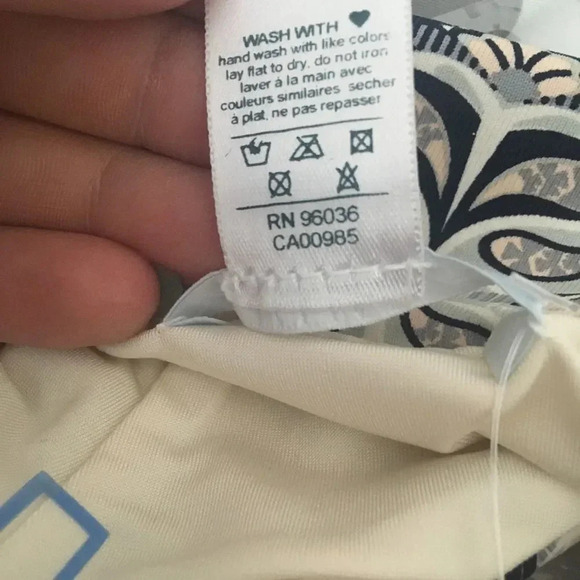 WASH WITH ♥
hand wash with like colors
lay flat to dry, do not iron
laver à la main avec
couleurs similaires secher
à plat, ne pas repasser
RN 96036
CA00985